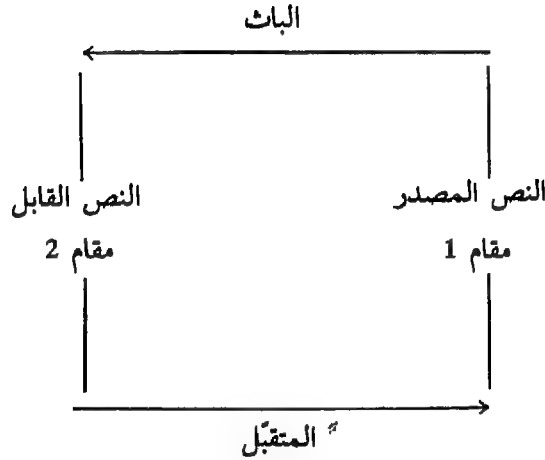 الباث
النص المصدر
مقام 1
النص القابل
مقام 2
المتقبّل